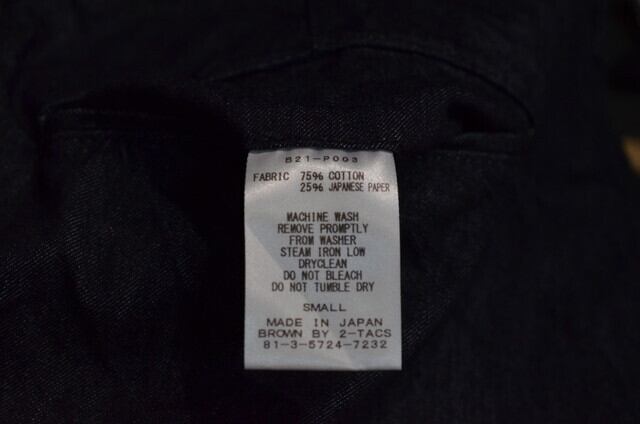 B21-P003
FABRIC 75% COTTON
25% JAPANESE PAPER
MACHINE WASH
REMOVE PROMPTLY
FROM WASHER
STEAM IRON LOW
DRYCLEAN
DO NOT BLEACH
DO NOT TUMBLE DRY
SMALL
MADE IN JAPAN
BROWN BY 2-TACS
81-3-5724-7232